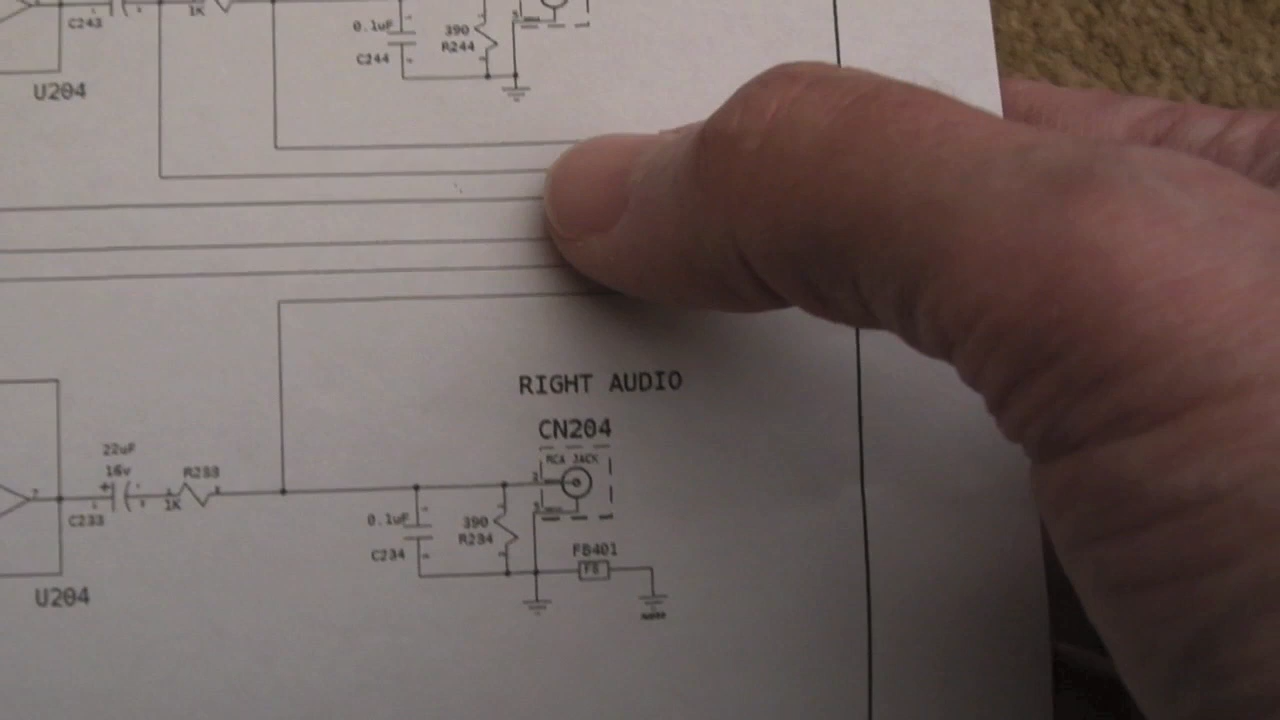 C243
1K
0.1uF
C244
390
R244
U204
RIGHT AUDIO
CN204
RCA JACK
22uF
16v
R233
1K
C233
0.1uF
C234
390
R234
FB401
FB
U204